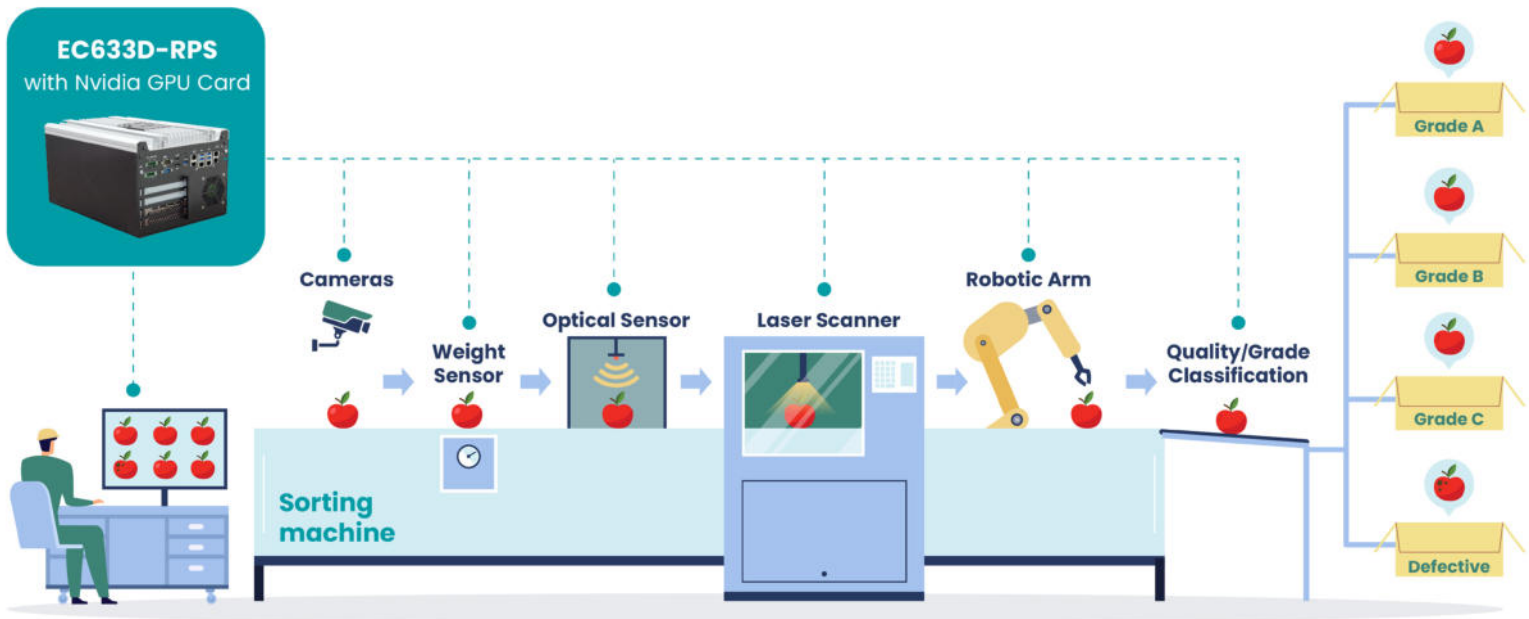 EC633D-RPS
with Nvidia GPU Card
Cameras
Weight
Sensor
Optical Sensor
Laser Scanner
Robotic Arm
Quality/Grade
Classification
Sorting
machine
Grade A
Grade B
Grade C
Defective